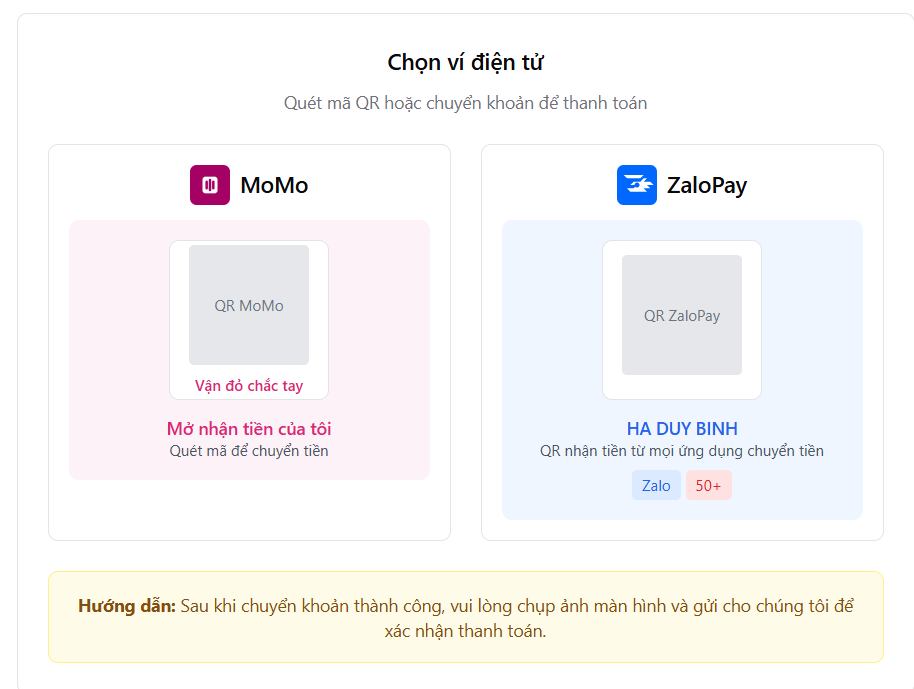 Chọn ví điện tử
Quét mã QR hoặc chuyển khoản để thanh toán
MoMo
QR MoMo
Vận đỏ chắc tay
Mở nhận tiền của tôi
Quét mã để chuyển tiền
ZaloPay
QR ZaloPay
HA DUY BINH
QR nhận tiền từ mọi ứng dụng chuyển tiền
Zalo 50+
Hướng dẫn: Sau khi chuyển khoản thành công, vui lòng chụp ảnh màn hình và gửi cho chúng tôi để
xác nhận thanh toán.